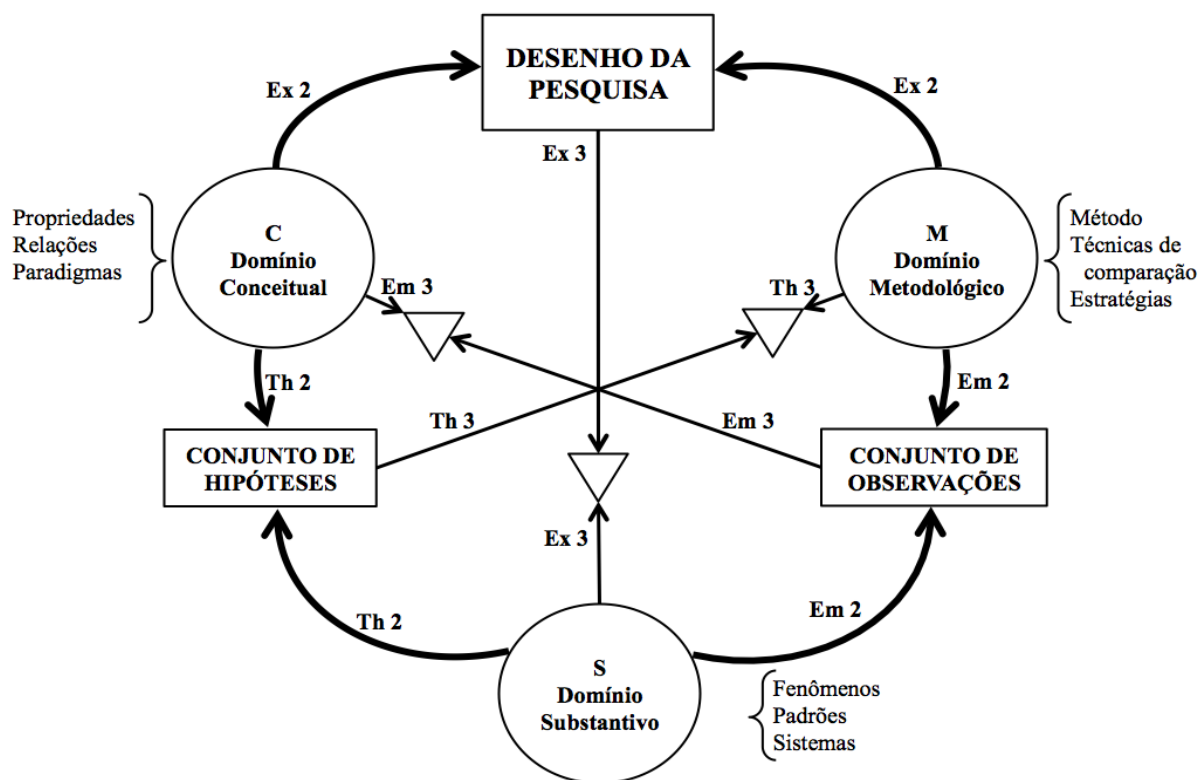 DESENHO DA
PESQUISA
Ex 2
Ex 2
Ex 3
Propriedades
Relações
Paradigmas
C
Domínio
Conceitual
M
Domínio
Metodológico
Método
Técnicas de
comparação
Estratégias
Em 3
Th 3
Th 2
Em 2
Th 3
Em 3
CONJUNTO DE
HIPÓTESES
CONJUNTO DE
OBSERVAÇÕES
Ex 3
Th 2
Em 2
S
Domínio
Substantivo
Fenômenos
Padrões
Sistemas